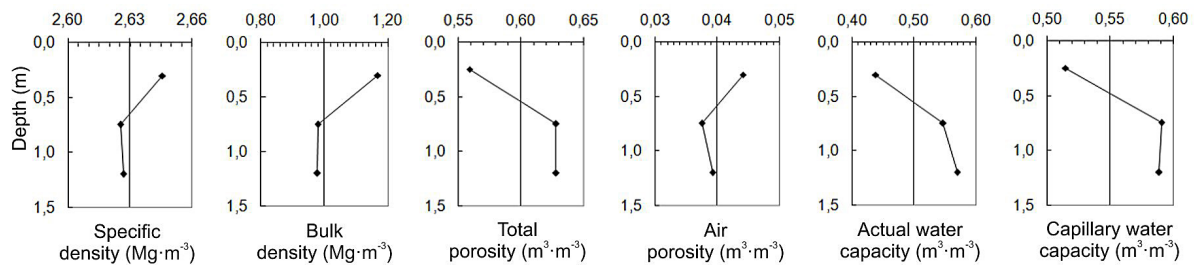 2,60 2,63 2,66
0,80 1,00 1,20
0,55 0,60 0,65
0,03 0,04 0,05
0,40 0,50 0,60
0,50 0,55 0,60
Depth (m)
0,0
0,5
1,0
1,5
0,0
0,5
1,0
1,5
0,0
0,5
1,0
1,5
0,0
0,5
1,0
1,5
0,0
0,5
1,0
1,5
0,0
0,5
1,0
1,5
Specific
density (Mg·m⁻³)
Bulk
density (Mg·m⁻³)
Total
porosity (m³·m⁻³)
Air
porosity (m³·m⁻³)
Actual water
capacity (m³·m⁻³)
Capillary water
capacity (m³·m⁻³)